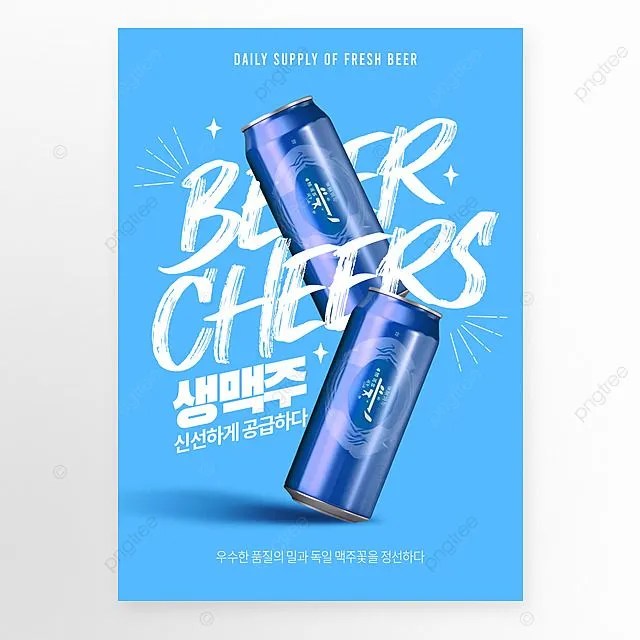 DAILY SUPPLY OF FRESH BEER
BEER
CHEERS
생맥주
신선하게 공급하다
우수한 품질의 밀과 독일 맥주꽃을 정선하다
pngtree